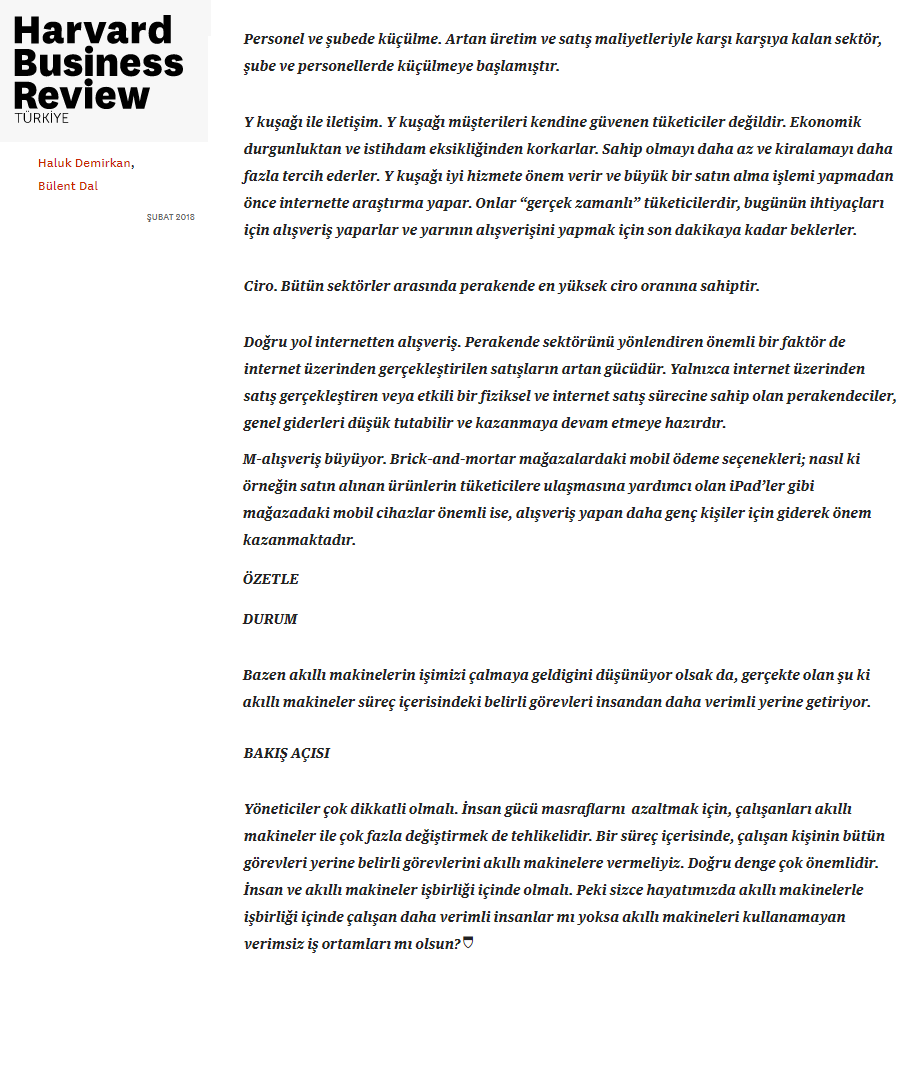 Harvard
Business
Review
TÜRKİYE
Haluk Demirkan,
Bülent Dal
ŞUBAT 2018
Personel ve şubede küçülme. Artan üretim ve satış maliyetleriyle karşı karşıya kalan sektör,
şube ve personellerde küçülmeye başlamıştır.
Y kuşağı ile iletişim. Y kuşağı müşterileri kendine güvenen tüketiciler değildir. Ekonomik
durgunluktan ve istihdam eksikliğinden korkarlar. Sahip olmayı daha az ve kiralamayı daha
fazla tercih ederler. Y kuşağı iyi hizmete önem verir ve büyük bir satın alma işlemi yapmadan
önce internette araştırma yapar. Onlar “gerçek zamanlı” tüketicilerdir, bugünün ihtiyaçları
için alışveriş yaparlar ve yarının alışverişini yapmak için son dakikaya kadar beklerler.
Ciro. Bütün sektörler arasında perakende en yüksek ciro oranına sahiptir.
Doğru yol internetten alışveriş. Perakende sektörünü yönlendiren önemli bir faktör de
internet üzerinden gerçekleştirilen satışların artan gücüdür. Yalnızca internet üzerinden
satış gerçekleştiren veya etkili bir fiziksel ve internet satış sürecine sahip olan perakendeciler,
genel giderleri düşük tutabilir ve kazanmaya devam etmeye hazırdır.
M-alışveriş büyüyor. Brick-and-mortar mağazalardaki mobil ödeme seçenekleri; nasıl ki
örneğin satın alınan ürünlerin tüketicilere ulaşmasına yardımcı olan iPad’ler gibi
mağazadaki mobil cihazlar önemli ise, alışveriş yapan daha genç kişiler için giderek önem
kazanmaktadır.
ÖZETLE
DURUM
Bazen akıllı makinelerin işimizi çalmaya geldigini düşünüyor olsak da, gerçekte olan şu ki
akıllı makineler süreç içerisindeki belirli görevleri insandan daha verimli yerine getiriyor.
BAKIŞ AÇISI
Yöneticiler çok dikkatli olmalı. İnsan gücü masraflarnı azaltmak için, çalışanları akıllı
makineler ile çok fazla değiştirmek de tehlikelidir. Bir süreç içerisinde, çalışan kişinin bütün
görevleri yerine belirli görevlerini akıllı makinelere vermeliyiz. Doğru denge çok önemlidir.
İnsan ve akıllı makineler işbirliği içinde olmalı. Peki sizce hayatımızda akıllı makinelerle
işbirliği içinde çalışan daha verimli insanlar mı yoksa akıllı makineleri kullanamayan
verimsiz iş ortamları mı olsun?